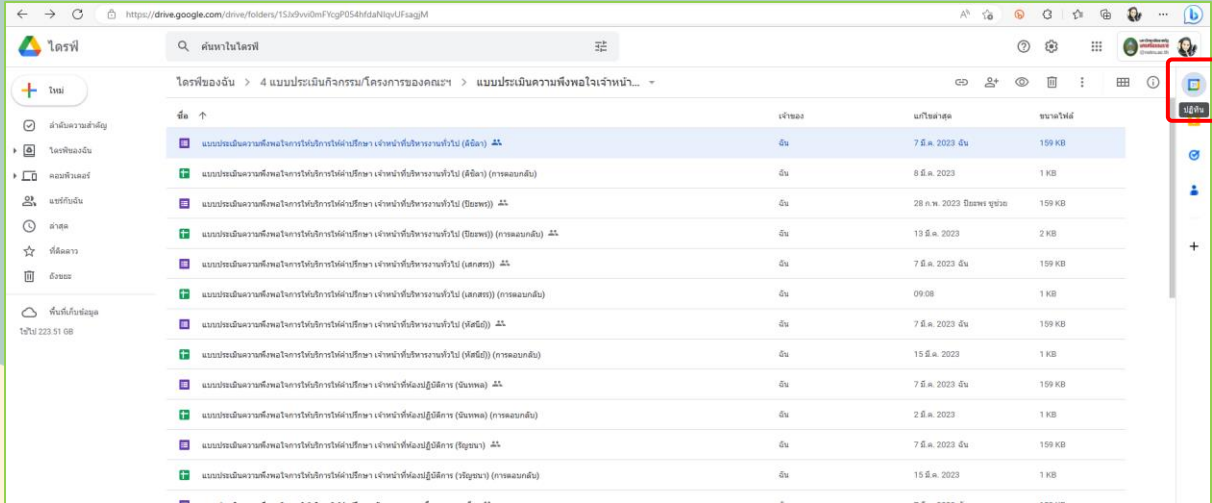 https://drive.google.com/drive/folders/1SJx9vvi0mFYcgP054hfdaNlqvUFsagjM
ไดรฟ์
ค้นหาในไดรฟ์
ไดรฟ์ของฉัน > 4 แบบประเมินกิจกรรม/โครงการของคณะฯ > แบบประเมินความพึงพอใจเจ้าหน้า...
ใหม่
ปฏิทิน
ชื่อ เจ้าของ แก้ไขล่าสุด ขนาดไฟล์
ลำดับความสำคัญ
ไดรฟ์ของฉัน
คอมพิวเตอร์
แชร์กับฉัน
ล่าสุด
ที่ติดดาว
ถังขยะ
พื้นที่เก็บข้อมูล
ใช้ไป 223.51 GB
แบบประเมินความพึงพอใจการให้บริการให้คำปรึกษา เจ้าหน้าที่บริหารงานทั่วไป (ดิษิลา) ฉัน 7 มี.ค. 2023 ฉัน 159 KB
แบบประเมินความพึงพอใจการให้บริการให้คำปรึกษา เจ้าหน้าที่บริหารงานทั่วไป (ดิษิลา) (การตอบกลับ) ฉัน 8 มี.ค. 2023 1 KB
แบบประเมินความพึงพอใจการให้บริการให้คำปรึกษา เจ้าหน้าที่บริหารงานทั่วไป (ปิยะพร)) ฉัน 28 ก.พ. 2023 ปิยะพร ชูช่วย 159 KB
แบบประเมินความพึงพอใจการให้บริการให้คำปรึกษา เจ้าหน้าที่บริหารงานทั่วไป (ปิยะพร)) (การตอบกลับ) ฉัน 13 มี.ค. 2023 2 KB
แบบประเมินความพึงพอใจการให้บริการให้คำปรึกษา เจ้าหน้าที่บริหารงานทั่วไป (เสกสรร)) ฉัน 7 มี.ค. 2023 ฉัน 159 KB
แบบประเมินความพึงพอใจการให้บริการให้คำปรึกษา เจ้าหน้าที่บริหารงานทั่วไป (เสกสรร)) (การตอบกลับ) ฉัน 09:08 1 KB
แบบประเมินความพึงพอใจการให้บริการให้คำปรึกษา เจ้าหน้าที่บริหารงานทั่วไป (หัสนีย์)) ฉัน 7 มี.ค. 2023 ฉัน 159 KB
แบบประเมินความพึงพอใจการให้บริการให้คำปรึกษา เจ้าหน้าที่บริหารงานทั่วไป (หัสนีย์)) (การตอบกลับ) ฉัน 15 มี.ค. 2023 1 KB
แบบประเมินความพึงพอใจการให้บริการให้คำปรึกษา เจ้าหน้าที่ห้องปฏิบัติการ (นันทพล) ฉัน 7 มี.ค. 2023 ฉัน 159 KB
แบบประเมินความพึงพอใจการให้บริการให้คำปรึกษา เจ้าหน้าที่ห้องปฏิบัติการ (นันทพล) (การตอบกลับ) ฉัน 2 มี.ค. 2023 1 KB
แบบประเมินความพึงพอใจการให้บริการให้คำปรึกษา เจ้าหน้าที่ห้องปฏิบัติการ (รัญชนา) ฉัน 7 มี.ค. 2023 ฉัน 159 KB
แบบประเมินความพึงพอใจการให้บริการให้คำปรึกษา เจ้าหน้าที่ห้องปฏิบัติการ (วรัญชนา) (การตอบกลับ) ฉัน 15 มี.ค. 2023 1 KB